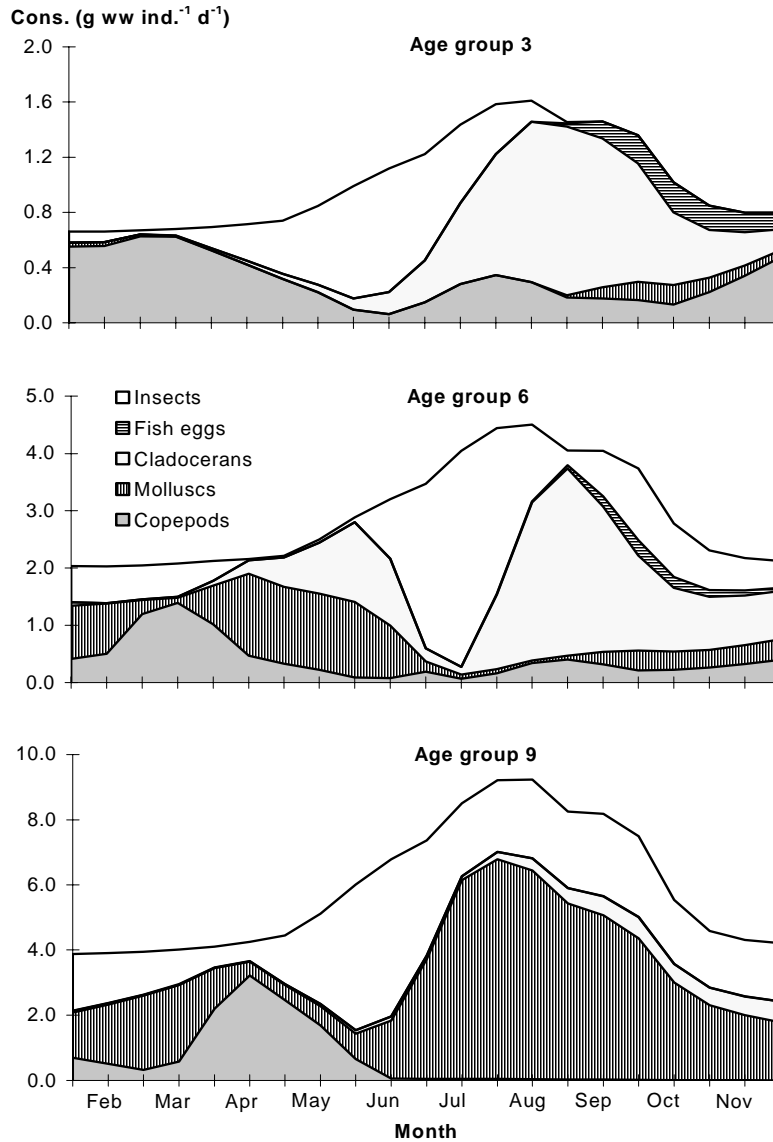 Cons. (g ww ind.⁻¹ d⁻¹)
Age group 3
2.0
1.6
1.2
0.8
0.4
0.0
Age group 6
5.0
4.0
3.0
2.0
1.0
0.0
Insects
Fish eggs
Cladocerans
Molluscs
Copepods
Age group 9
10.0
8.0
6.0
4.0
2.0
0.0
Feb Mar Apr May Jun Jul Aug Sep Oct Nov
Month